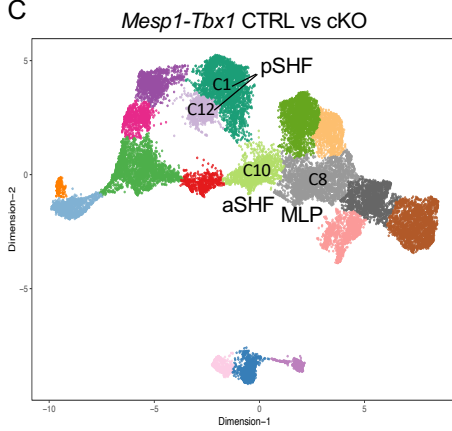 C
Mesp1-Tbx1 CTRL vs cKO
5
0
−5
Dimension−2
C1
pSHF
C12
C10
C8
aSHF
MLP
−10
−5
0
5
Dimension−1